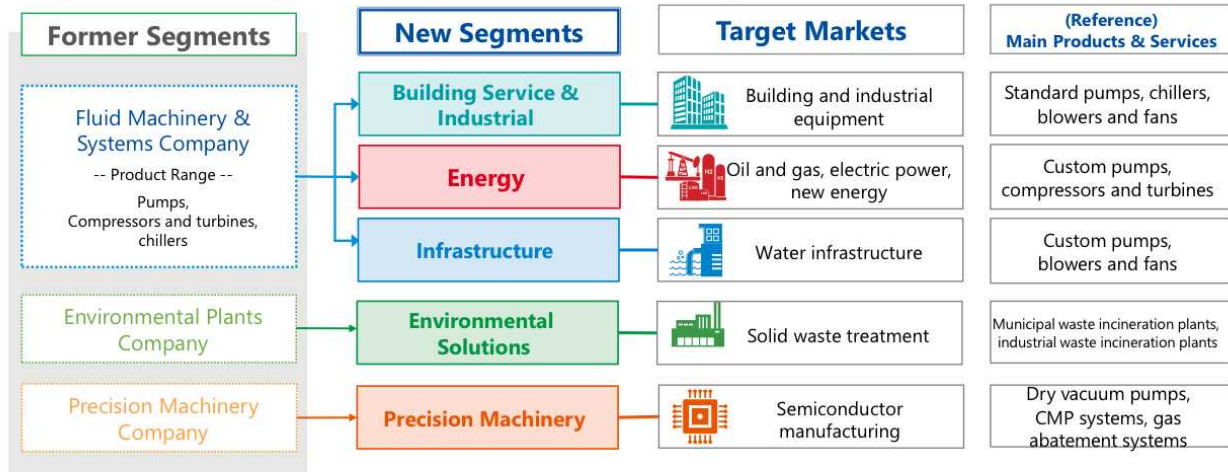 Former Segments
New Segments
Target Markets
(Reference)
Main Products & Services
Fluid Machinery &
Systems Company
-- Product Range --
Pumps,
Compressors and turbines,
chillers
Building Service &
Industrial
Building and industrial
equipment
Standard pumps, chillers,
blowers and fans
Energy
Oil and gas, electric power,
new energy
Custom pumps,
compressors and turbines
Infrastructure
Water infrastructure
Custom pumps,
blowers and fans
Environmental Plants
Company
Environmental
Solutions
Solid waste treatment
Municipal waste incineration plants,
industrial waste incineration plants
Precision Machinery
Company
Precision Machinery
Semiconductor
manufacturing
Dry vacuum pumps,
CMP systems, gas
abatement systems